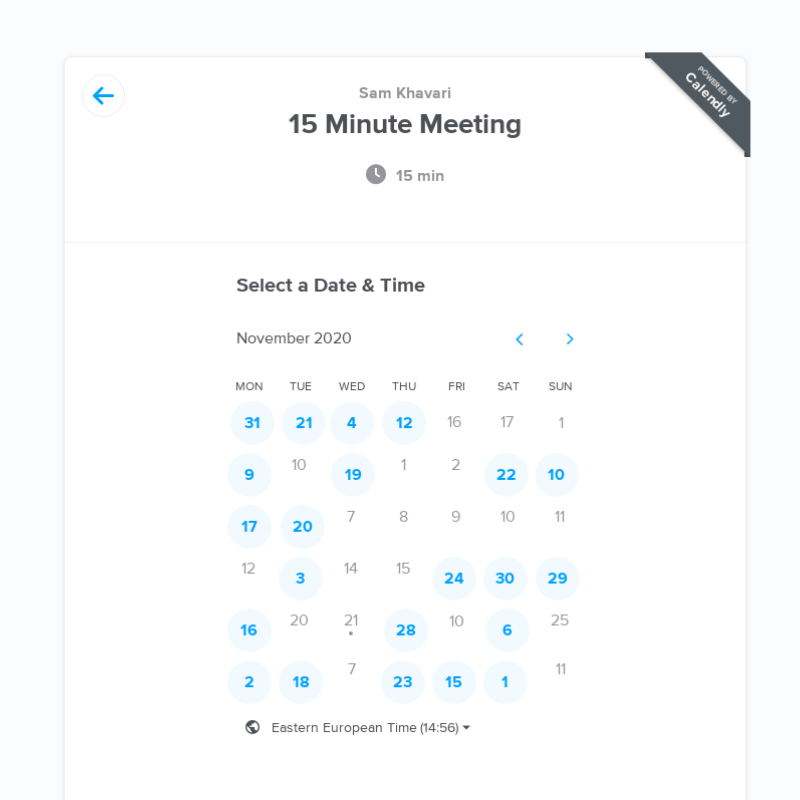 POWERED BY
Calendly
Sam Khavari
15 Minute Meeting
15 min
Select a Date & Time
November 2020
MON TUE WED THU FRI SAT SUN
31 21 4 12 16 17 1
9 10 19 1 2 22 10
17 20 7 8 9 10 11
12 3 14 15 24 30 29
16 20 21 28 10 6 25
2 18 7 23 15 1 11
Eastern European Time (14:56)